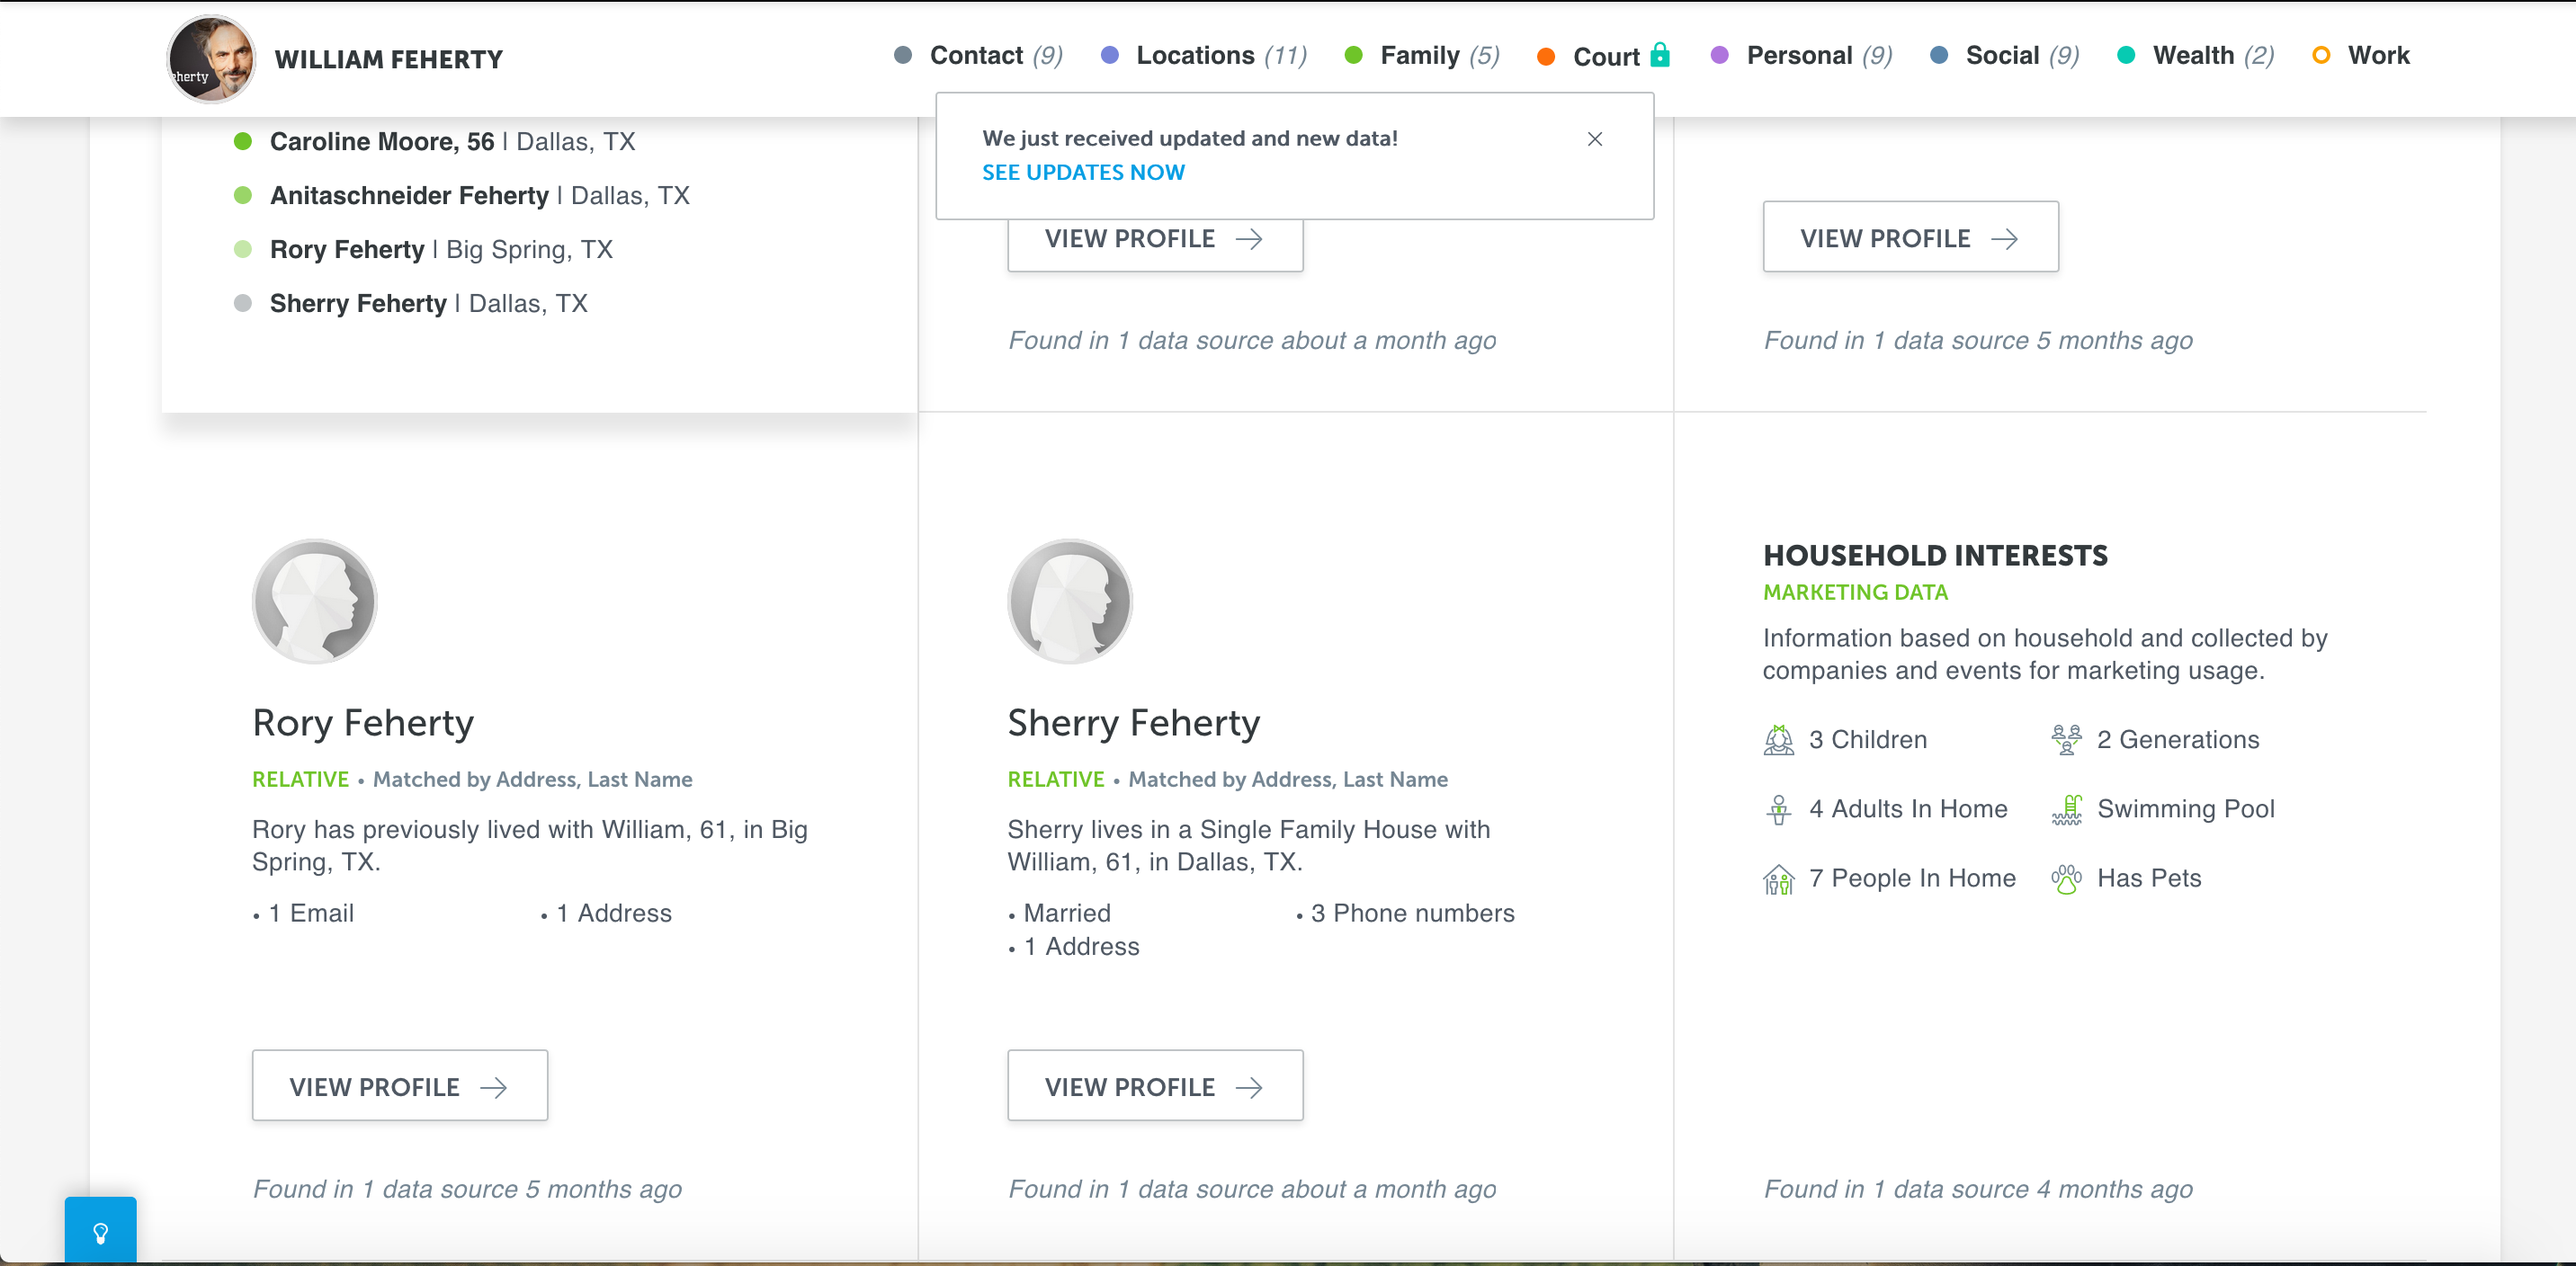 herty
WILLIAM FEHERTY
Contact (9)
Locations (11)
Family (5)
Court
Personal (9)
Social (9)
Wealth (2)
Work
We just received updated and new data!
SEE UPDATES NOW
Caroline Moore, 56 | Dallas, TX
Anitaschneider Feherty | Dallas, TX
Rory Feherty | Big Spring, TX
Sherry Feherty | Dallas, TX
VIEW PROFILE
Found in 1 data source about a month ago
VIEW PROFILE
Found in 1 data source 5 months ago
Rory Feherty
RELATIVE • Matched by Address, Last Name
Rory has previously lived with William, 61, in Big
Spring, TX.
• 1 Email
• 1 Address
VIEW PROFILE
Found in 1 data source 5 months ago
Sherry Feherty
RELATIVE • Matched by Address, Last Name
Sherry lives in a Single Family House with
William, 61, in Dallas, TX.
• Married
• 3 Phone numbers
• 1 Address
VIEW PROFILE
Found in 1 data source about a month ago
HOUSEHOLD INTERESTS
MARKETING DATA
Information based on household and collected by
companies and events for marketing usage.
3 Children
2 Generations
4 Adults In Home
Swimming Pool
7 People In Home
Has Pets
Found in 1 data source 4 months ago